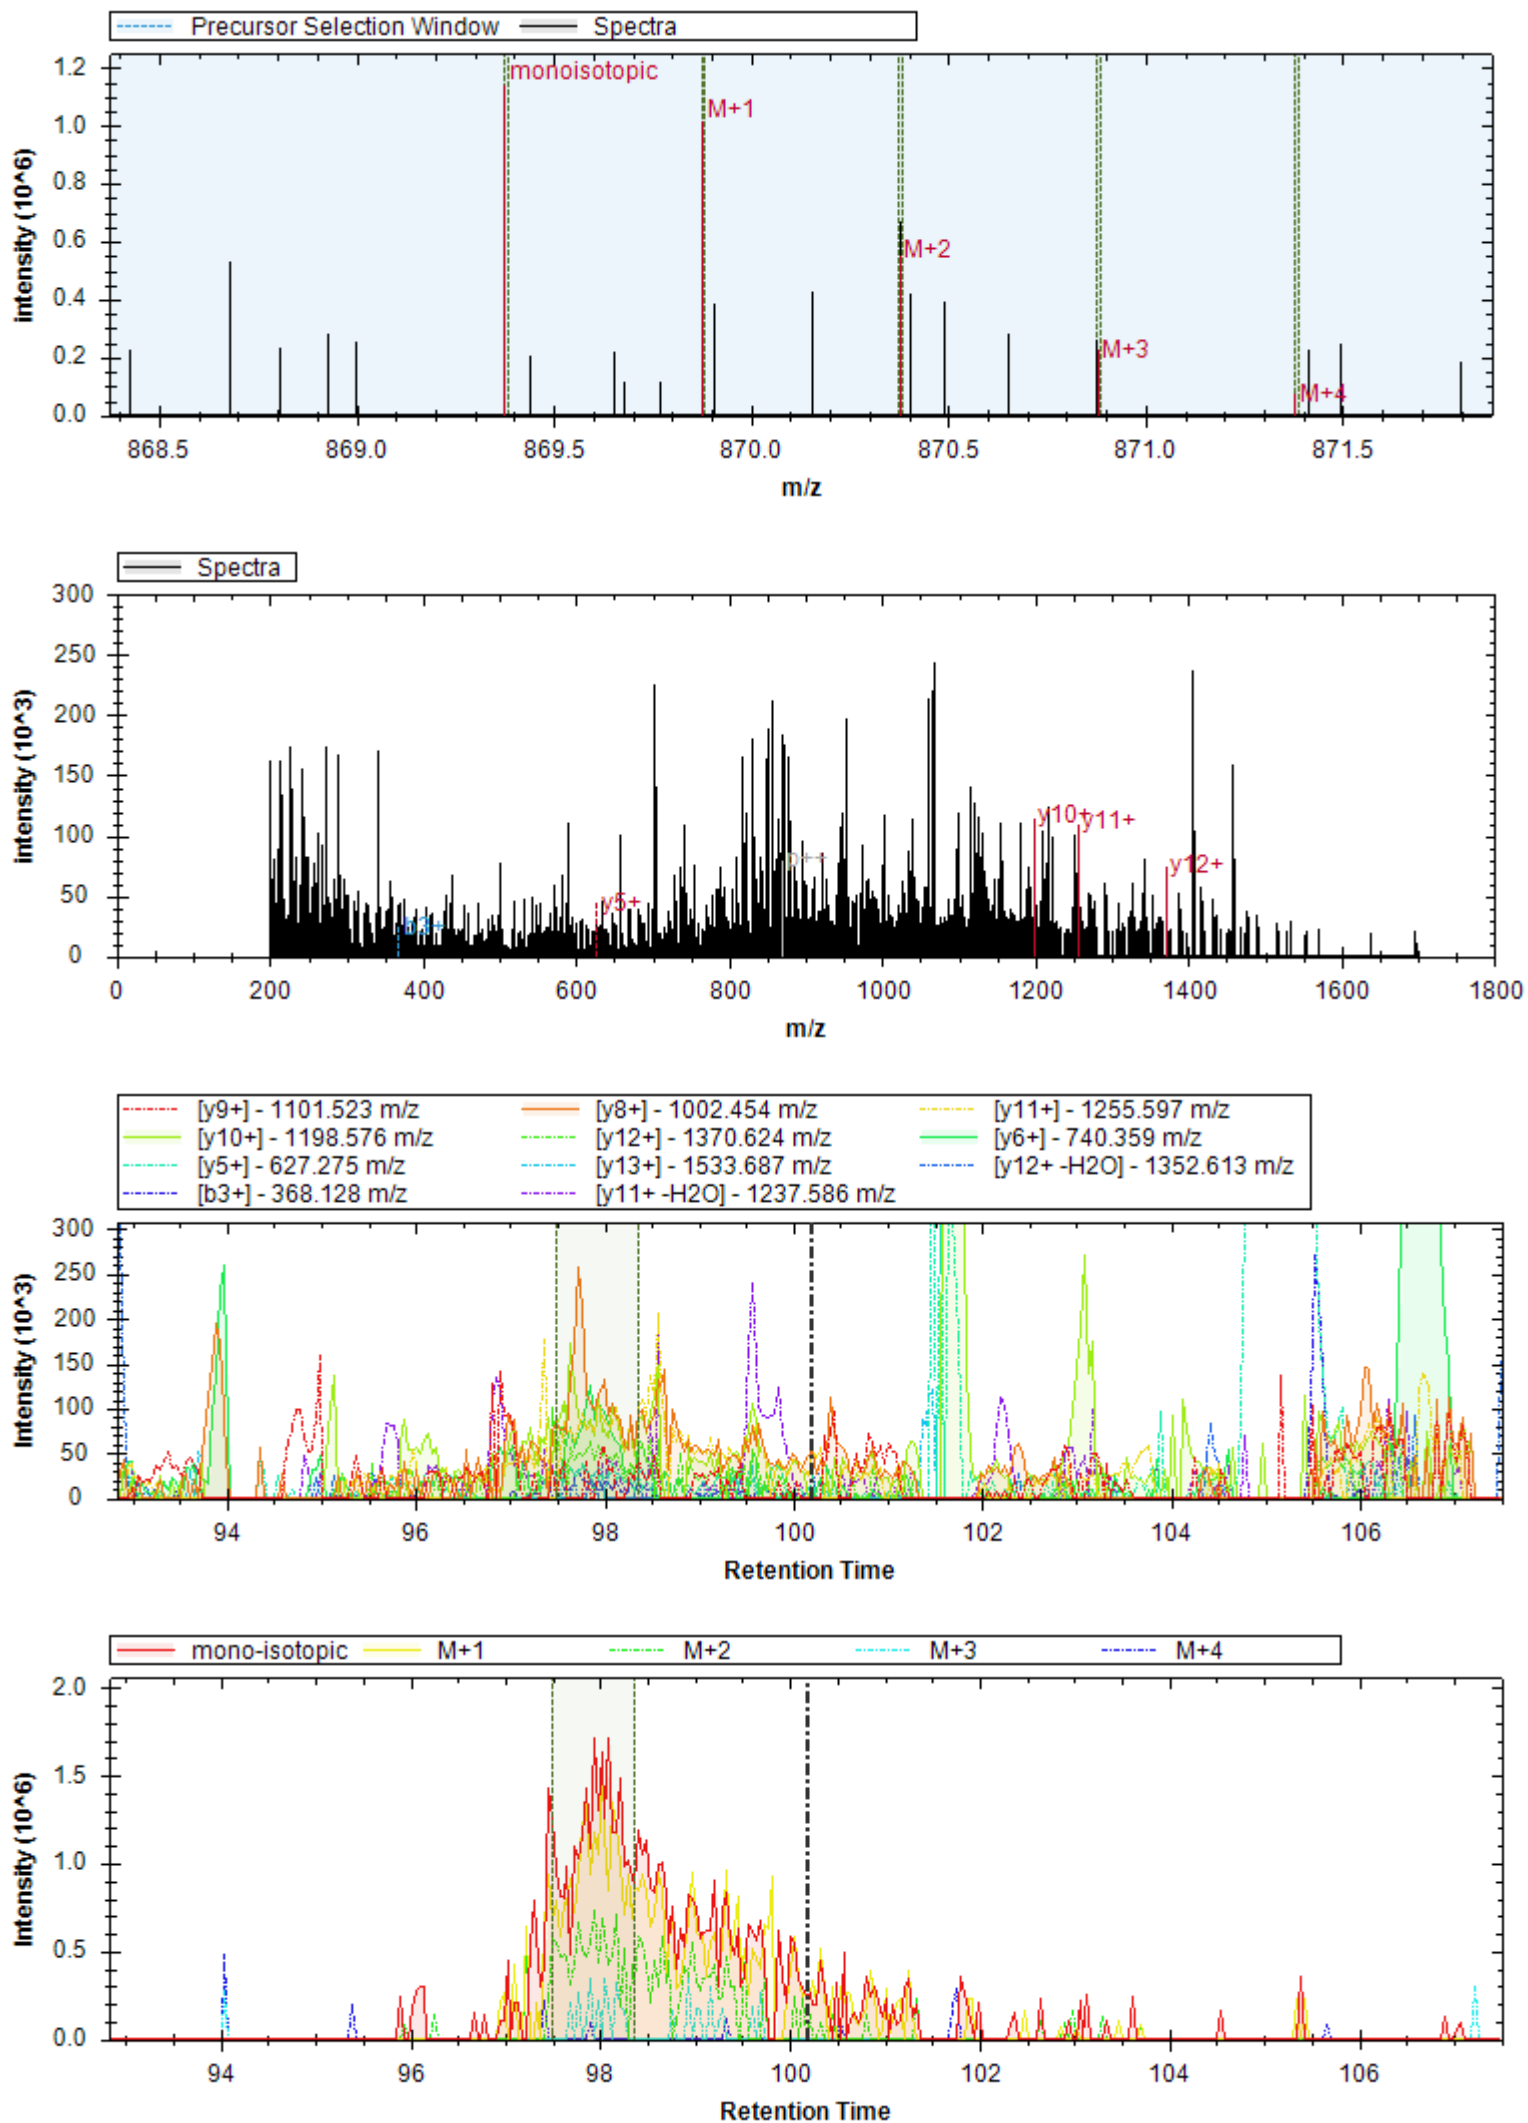 Precursor Selection Window Spectra
1.2
1.0
0.8
0.6
0.4
0.2
0.0
intensity (10^6)
monoisotopic
M+1
M+2
M+3
M+4
868.5 869.0 869.5 870.0 870.5 871.0 871.5
m/z
Spectra
300
250
200
150
100
50
0
intensity (10^3)
b3+
y5+
p++
y10+
y11+
y12+
0 200 400 600 800 1000 1200 1400 1600 1800
m/z
[y9+] - 1101.523 m/z [y8+] - 1002.454 m/z [y11+] - 1255.597 m/z
[y10+] - 1198.576 m/z [y12+] - 1370.624 m/z [y6+] - 740.359 m/z
[y5+] - 627.275 m/z [y13+] - 1533.687 m/z [y12+ -H2O] - 1352.613 m/z
[b3+] - 368.128 m/z [y11+ -H2O] - 1237.586 m/z
300
250
200
150
100
50
0
Intensity (10^3)
94 96 98 100 102 104 106
Retention Time
mono-isotopic M+1 M+2 M+3 M+4
2.0
1.5
1.0
0.5
0.0
Intensity (10^6)
94 96 98 100 102 104 106
Retention Time